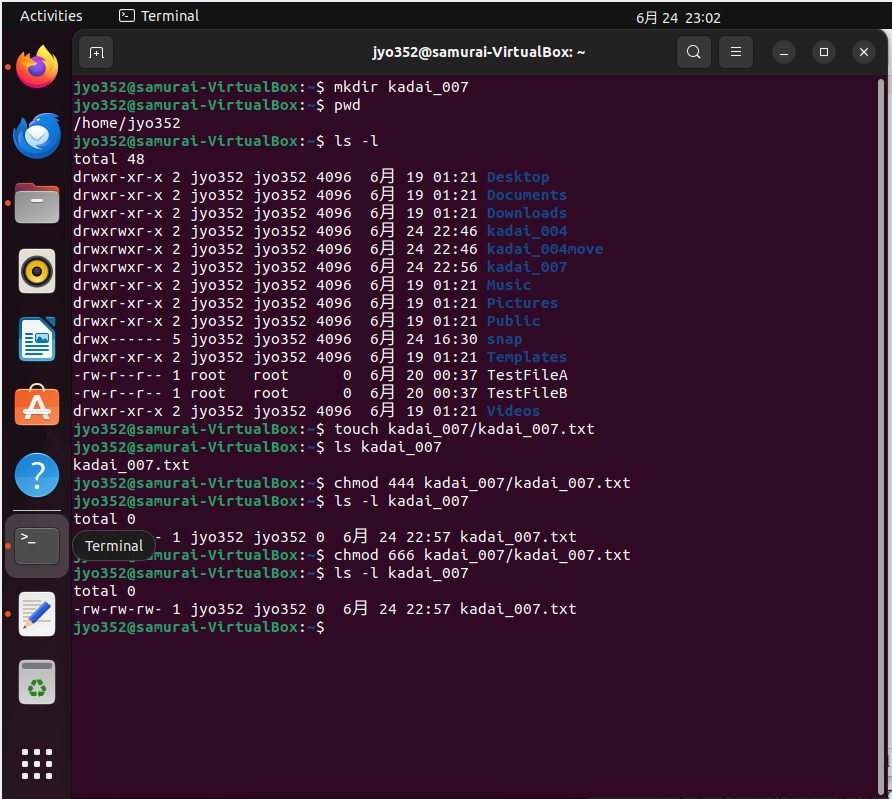 Activities Terminal 6月 24 23:02
jyo352@samurai-VirtualBox: ~
jyo352@samurai-VirtualBox:~$ mkdir kadai_007
jyo352@samurai-VirtualBox:~$ pwd
/home/jyo352
jyo352@samurai-VirtualBox:~$ ls -l
total 48
drwxr-xr-x 2 jyo352 jyo352 4096  6月 19 01:21 Desktop
drwxr-xr-x 2 jyo352 jyo352 4096  6月 19 01:21 Documents
drwxr-xr-x 2 jyo352 jyo352 4096  6月 19 01:21 Downloads
drwxrwxr-x 2 jyo352 jyo352 4096  6月 24 22:46 kadai_004
drwxrwxr-x 2 jyo352 jyo352 4096  6月 24 22:46 kadai_004move
drwxrwxr-x 2 jyo352 jyo352 4096  6月 24 22:56 kadai_007
drwxr-xr-x 2 jyo352 jyo352 4096  6月 19 01:21 Music
drwxr-xr-x 2 jyo352 jyo352 4096  6月 19 01:21 Pictures
drwxr-xr-x 2 jyo352 jyo352 4096  6月 19 01:21 Public
drwx------ 5 jyo352 jyo352 4096  6月 24 16:30 snap
drwxr-xr-x 2 jyo352 jyo352 4096  6月 19 01:21 Templates
-rw-r--r-- 1 root   root      0  6月 20 00:37 TestFileA
-rw-r--r-- 1 root   root      0  6月 20 00:37 TestFileB
drwxr-xr-x 2 jyo352 jyo352 4096  6月 19 01:21 Videos
jyo352@samurai-VirtualBox:~$ touch kadai_007/kadai_007.txt
jyo352@samurai-VirtualBox:~$ ls kadai_007
kadai_007.txt
jyo352@samurai-VirtualBox:~$ chmod 444 kadai_007/kadai_007.txt
jyo352@samurai-VirtualBox:~$ ls -l kadai_007
total 0
- 1 jyo352 jyo352 0  6月 24 22:57 kadai_007.txt
Terminal
-VirtualBox:~$ chmod 666 kadai_007/kadai_007.txt
jyo352@samurai-VirtualBox:~$ ls -l kadai_007
total 0
-rw-rw-rw- 1 jyo352 jyo352 0  6月 24 22:57 kadai_007.txt
jyo352@samurai-VirtualBox:~$